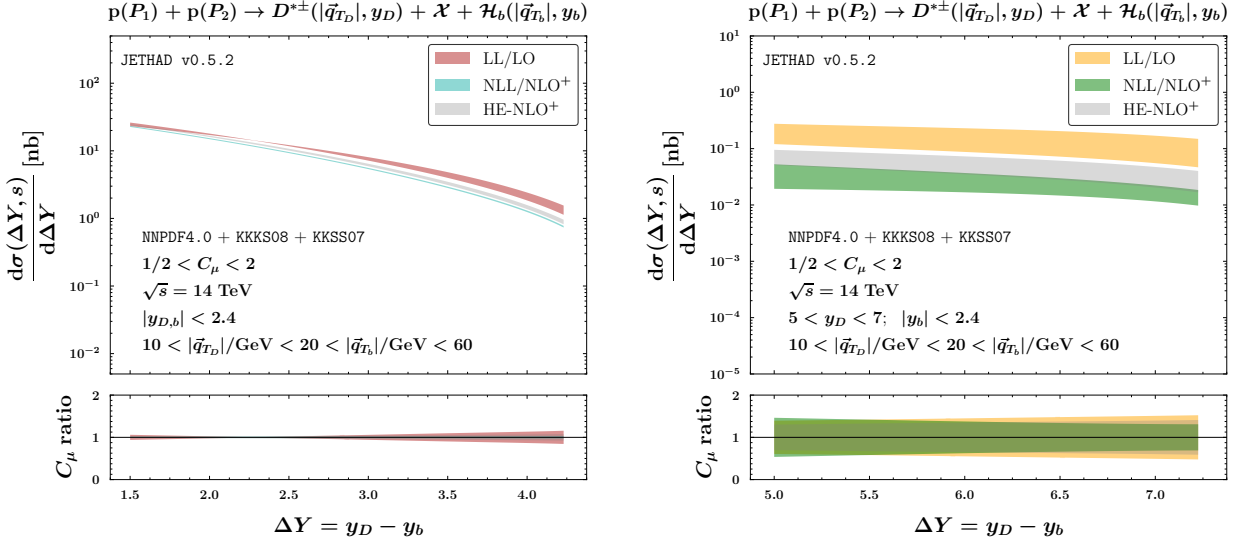 p(P₁) + p(P₂) → D*±(|q⃗_{T_D}|, y_D) + 𝒳 + ℋ_b(|q⃗_{T_b}|, y_b)
JETHAD v0.5.2
LL/LO
NLL/NLO⁺
HE-NLO⁺
10²
10¹
10⁰
10⁻¹
10⁻²
dσ(ΔY, s)/dΔY [nb]
NNPDF4.0 + KKKS08 + KKSS07
1/2 < C_μ < 2
√s = 14 TeV
|y_{D,b}| < 2.4
10 < |q⃗_{T_D}|/GeV < 20 < |q⃗_{T_b}|/GeV < 60
C_μ ratio
2
1
0
1.5 2.0 2.5 3.0 3.5 4.0
ΔY = y_D − y_b
p(P₁) + p(P₂) → D*±(|q⃗_{T_D}|, y_D) + 𝒳 + ℋ_b(|q⃗_{T_b}|, y_b)
JETHAD v0.5.2
LL/LO
NLL/NLO⁺
HE-NLO⁺
10¹
10⁰
10⁻¹
10⁻²
10⁻³
10⁻⁴
10⁻⁵
dσ(ΔY, s)/dΔY [nb]
NNPDF4.0 + KKKS08 + KKSS07
1/2 < C_μ < 2
√s = 14 TeV
5 < y_D < 7; |y_b| < 2.4
10 < |q⃗_{T_D}|/GeV < 20 < |q⃗_{T_b}|/GeV < 60
C_μ ratio
2
1
0
5.0 5.5 6.0 6.5 7.0
ΔY = y_D − y_b